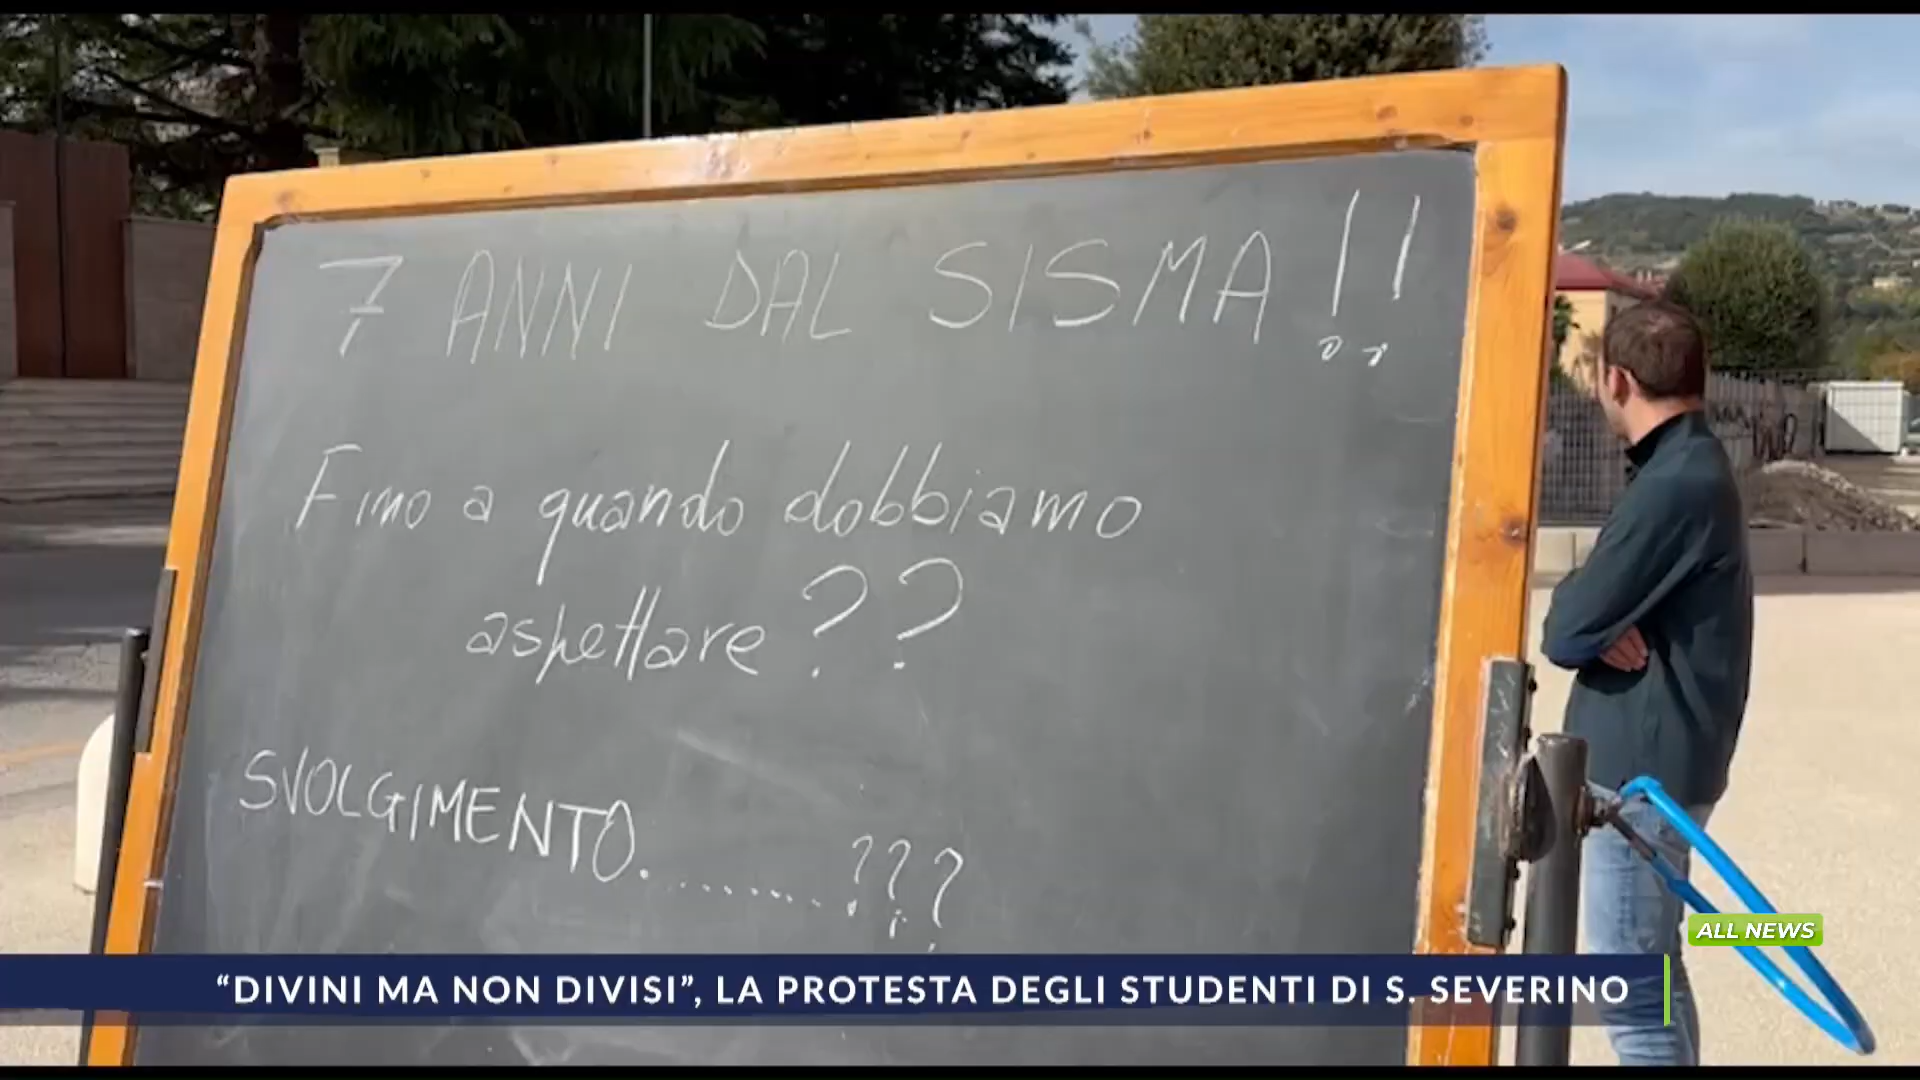 7 ANNI DAL SISMA!!
Fino a quando dobbiamo
aspettare??
SVOLGIMENTO.........???
ALL NEWS
“DIVINI MA NON DIVISI”, LA PROTESTA DEGLI STUDENTI DI S. SEVERINO